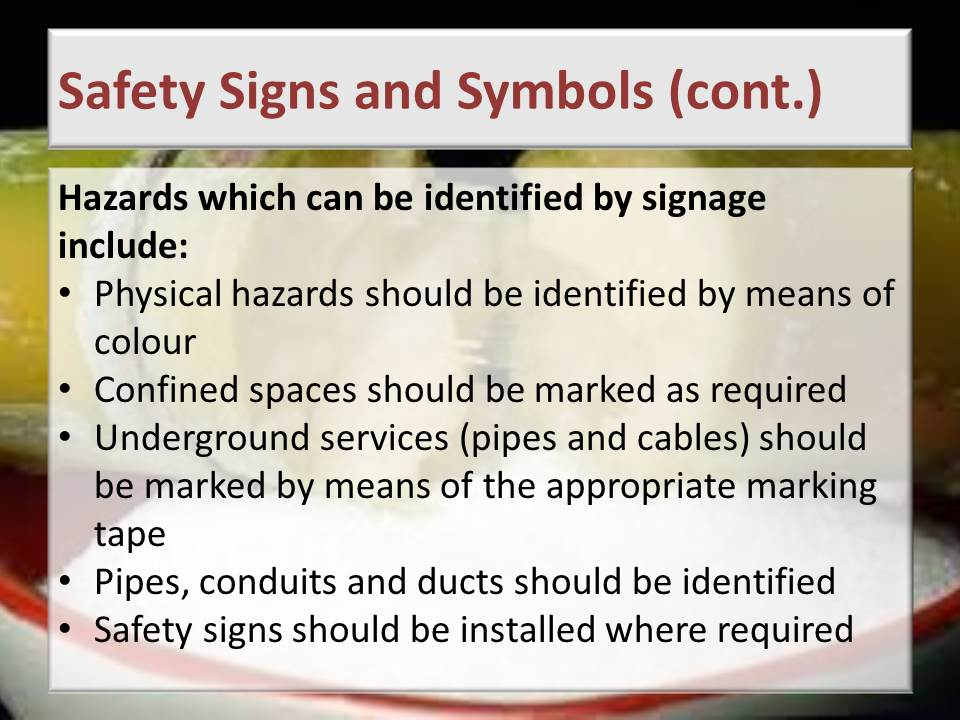 Safety Signs and Symbols (cont.)
Hazards which can be identified by signage
include:
• Physical hazards should be identified by means of
colour
• Confined spaces should be marked as required
• Underground services (pipes and cables) should
be marked by means of the appropriate marking
tape
• Pipes, conduits and ducts should be identified
• Safety signs should be installed where required